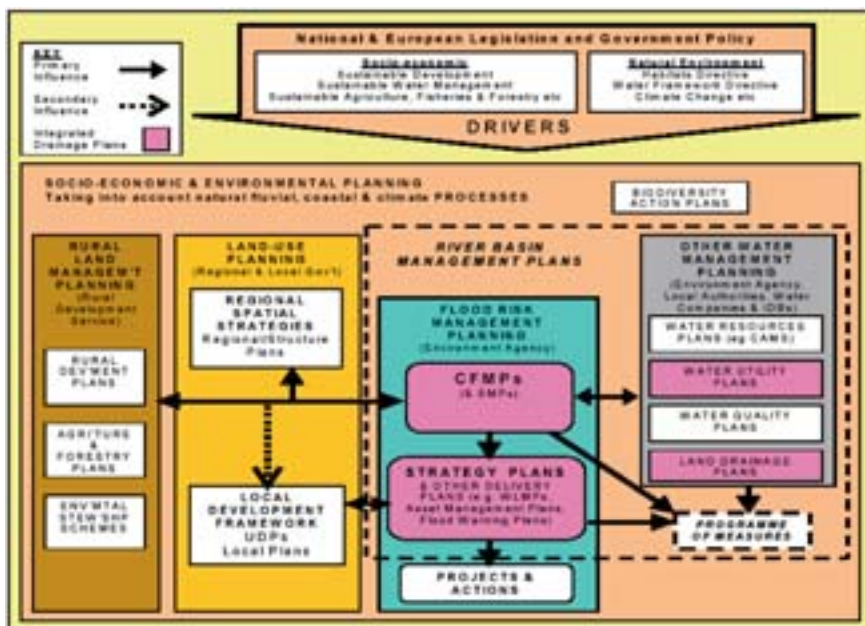 KEY
Primary
Influence
Secondary
Influence
Integrated
Drainage Plans
National & European Legislation and Government Policy
Socio-economic
Sustainable Development
Sustainable Water Management
Sustainable Agriculture, Fisheries & Forestry etc
Natural Environment
Habitats Directive
Water Framework Directive
Climate Change etc
DRIVERS
SOCIO-ECONOMIC & ENVIRONMENTAL PLANNING
Taking into account natural fluvial, coastal & climate PROCESSES
BIODIVERSITY
ACTION PLANS
RURAL
LAND
MANAGEM'T
PLANNING
(Rural
Development
Service)
RURAL
DEV'MENT
PLANS
AGRI'TURE
&
FORESTRY
PLANS
ENV'MTAL
STEW'SHP
SCHEMES
LAND-USE
PLANNING
(Regional & Local Gov't)
REGIONAL
SPATIAL
STRATEGIES
Regional/Structure
Plans
LOCAL
DEVELOPMENT
FRAMEWORK
UDPs
Local Plans
RIVER BASIN
MANAGEMENT PLANS
FLOOD RISK
MANAGEMENT
PLANNING
(Environment Agency)
CFMPs
(& SMPs)
STRATEGY PLANS
& OTHER DELIVERY
PLANS (e.g. WLMPs,
Asset Management Plans,
Flood Warning Plans)
PROJECTS &
ACTIONS
OTHER WATER
MANAGEMENT
PLANNING
(Environment Agency,
Local Authorities, Water
Companies & IDBs)
WATER RESOURCES
PLANS (eg CAMS)
WATER UTILITY
PLANS
WATER QUALITY
PLANS
LAND DRAINAGE
PLANS
PROGRAMME
OF MEASURES